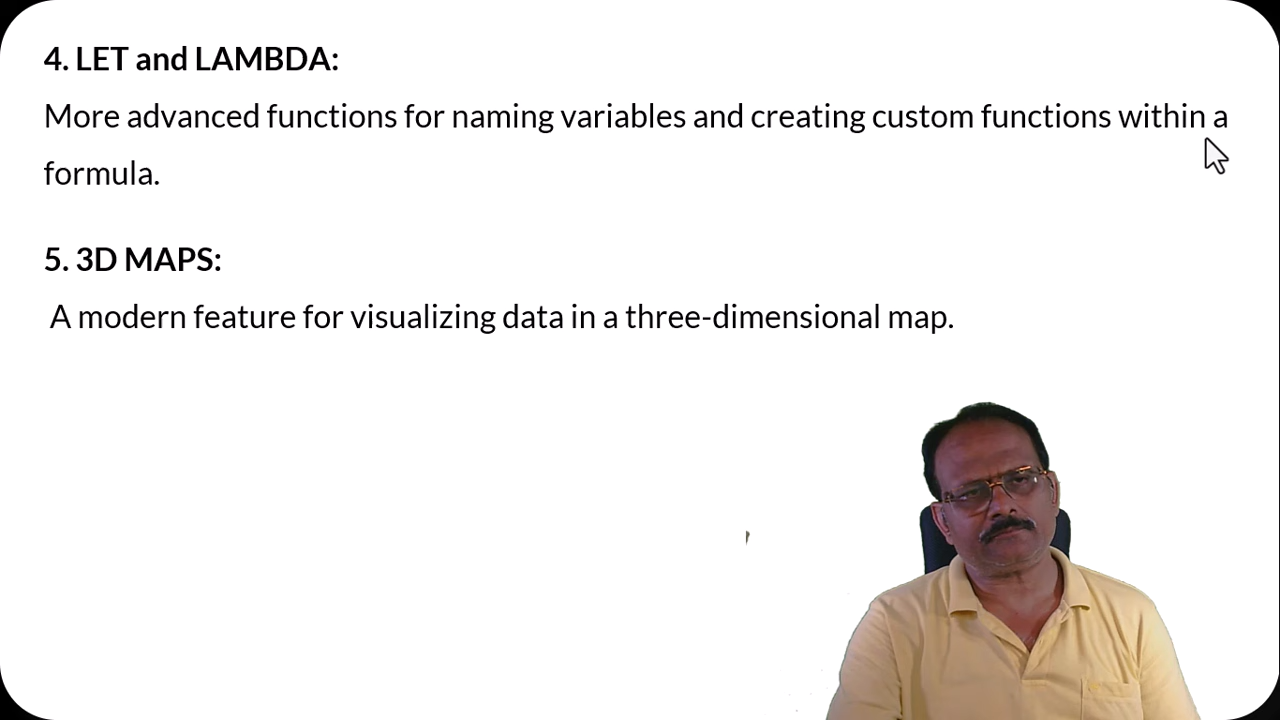 4. LET and LAMBDA:
More advanced functions for naming variables and creating custom functions within a
formula.
5. 3D MAPS:
A modern feature for visualizing data in a three-dimensional map.